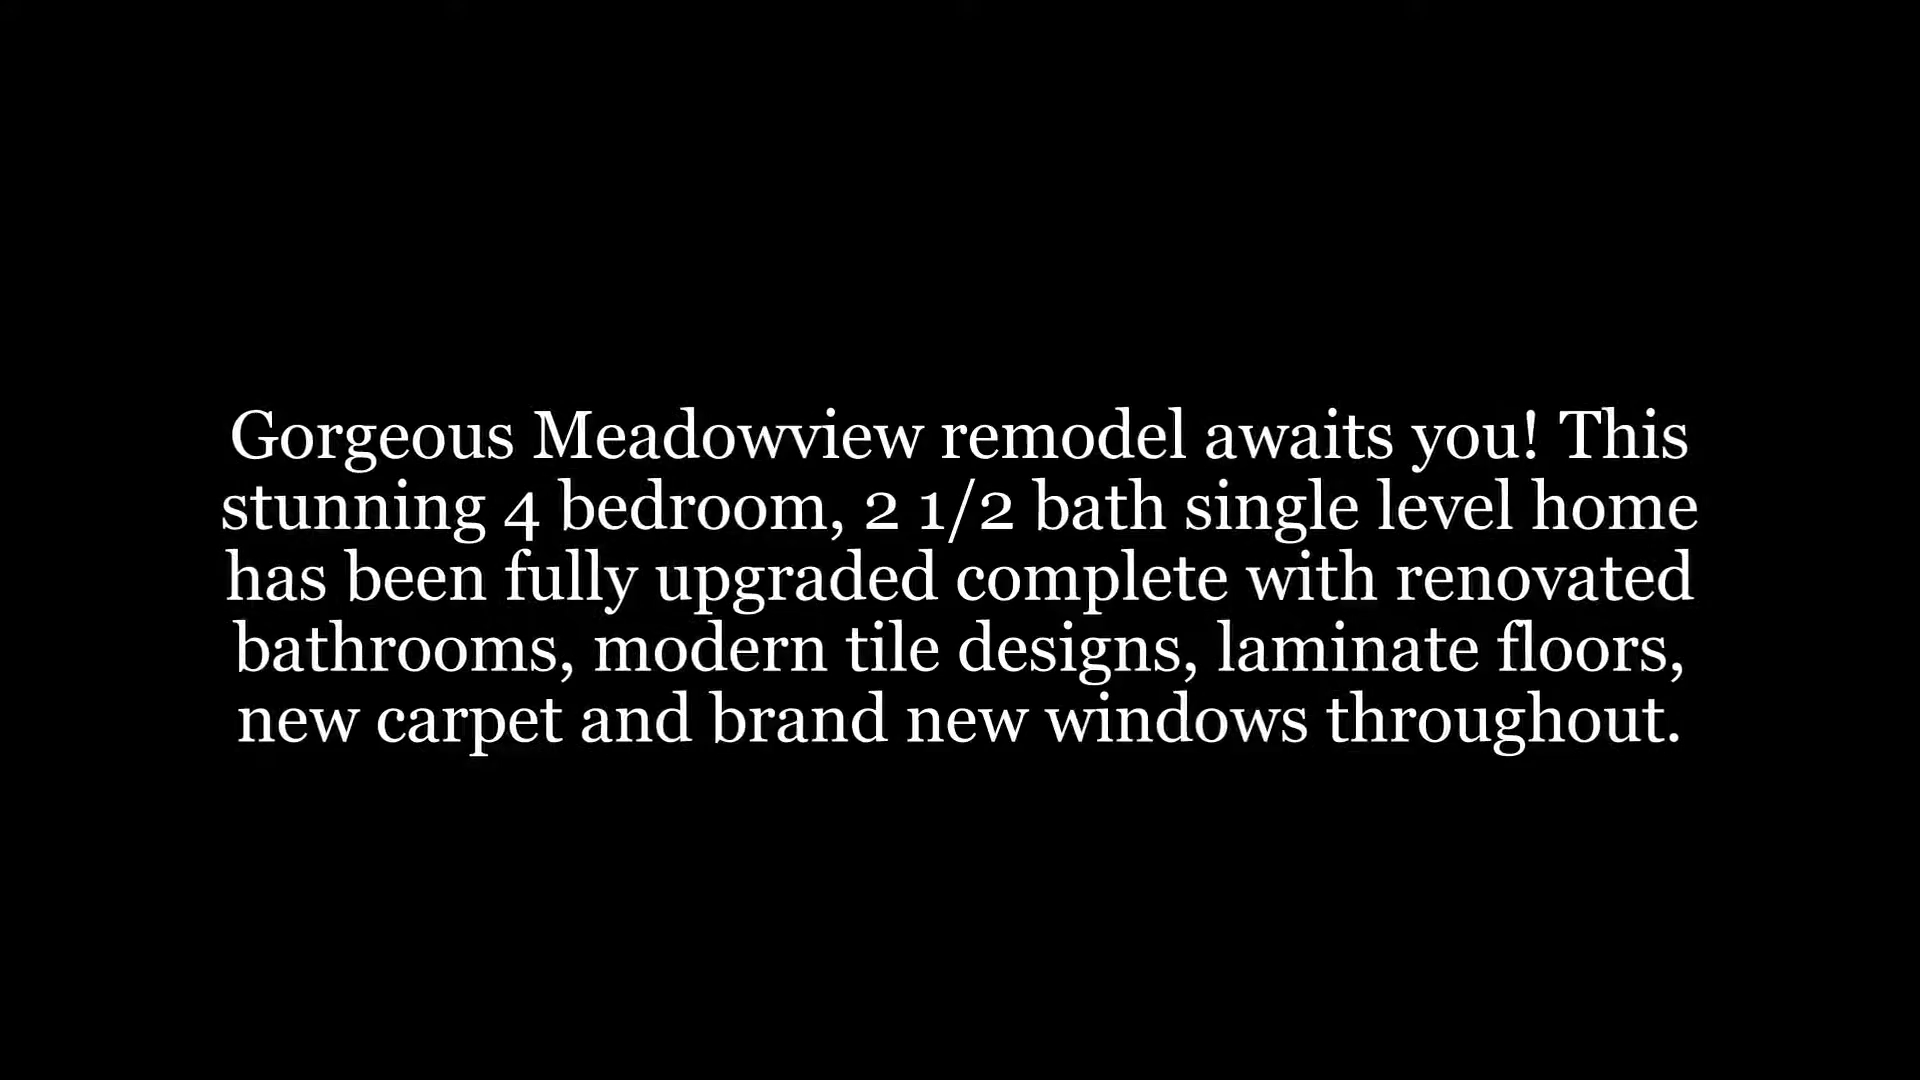 Gorgeous Meadowview remodel awaits you! This
stunning 4 bedroom, 2 1/2 bath single level home
has been fully upgraded complete with renovated
bathrooms, modern tile designs, laminate floors,
new carpet and brand new windows throughout.